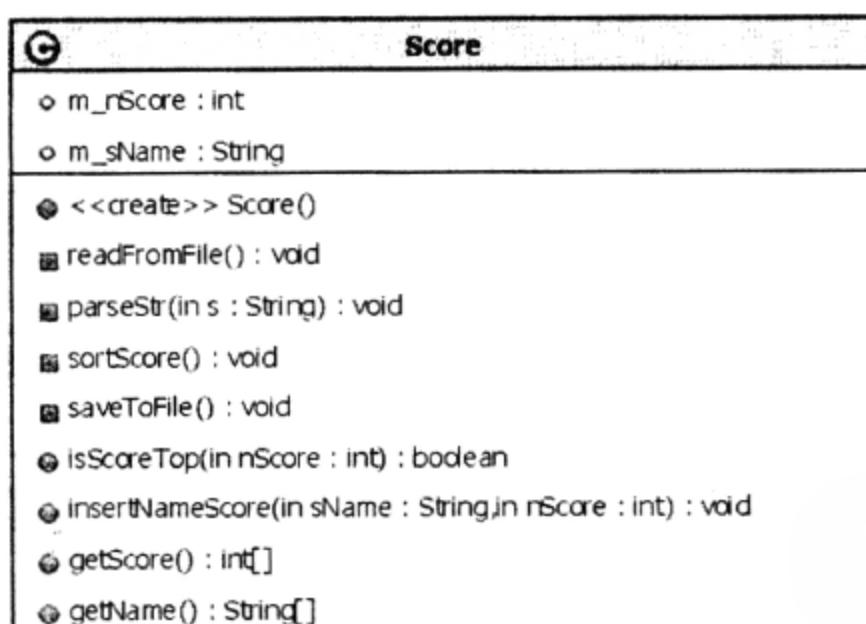 Score
m_nScore : int
m_sName : String
<<create>> Score()
readFromFile() : void
parseStr(in s : String) : void
sortScore() : void
saveToFile() : void
isScoreTop(in nScore : int) : boolean
insertNameScore(in sName : String,in nScore : int) : void
getScore() : int[]
getName() : String[]